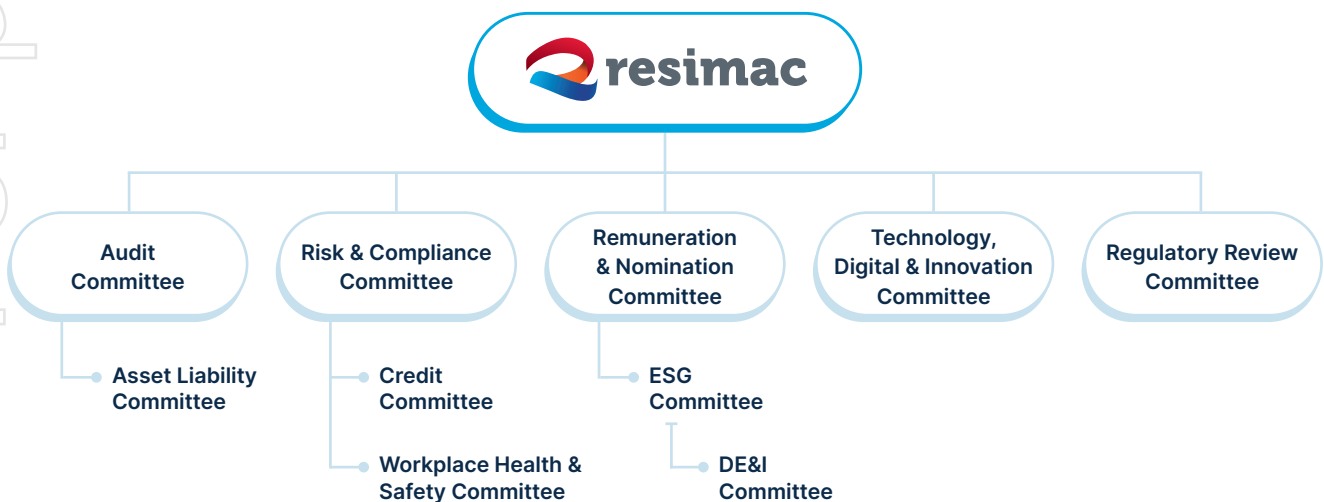 resimac
Audit
Committee
Risk & Compliance
Committee
Remuneration
& Nomination
Committee
Technology,
Digital & Innovation
Committee
Regulatory Review
Committee
Asset Liability
Committee
Credit
Committee
Workplace Health &
Safety Committee
ESG
Committee
DE&I
Committee